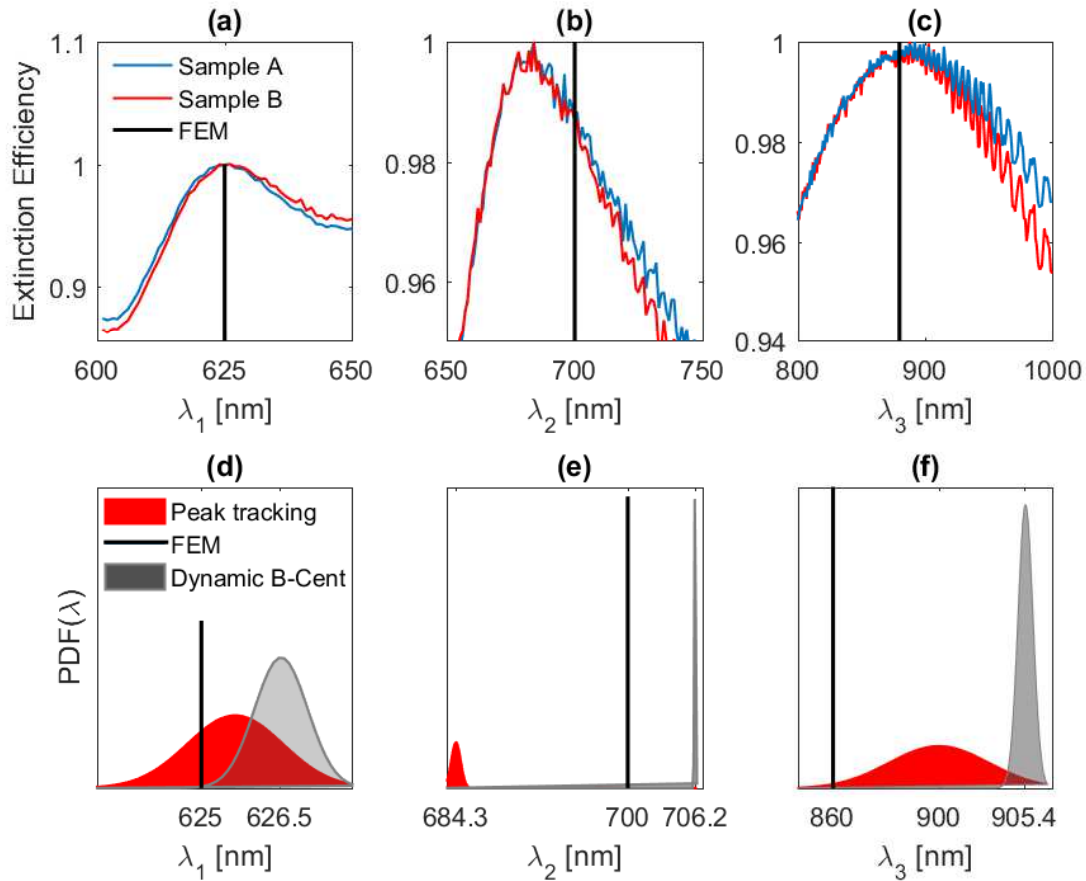 (a)
(b)
(c)
Extinction Efficiency
1.1
1
0.9
Sample A
Sample B
FEM
600 625 650
λ1 [nm]
1
0.98
0.96
650 700 750
λ2 [nm]
1
0.98
0.96
0.94
800 900 1000
λ3 [nm]
(d)
(e)
(f)
PDF(λ)
Peak tracking
FEM
Dynamic B-Cent
625 626.5
λ1 [nm]
684.3 700 706.2
λ2 [nm]
860 900 905.4
λ3 [nm]